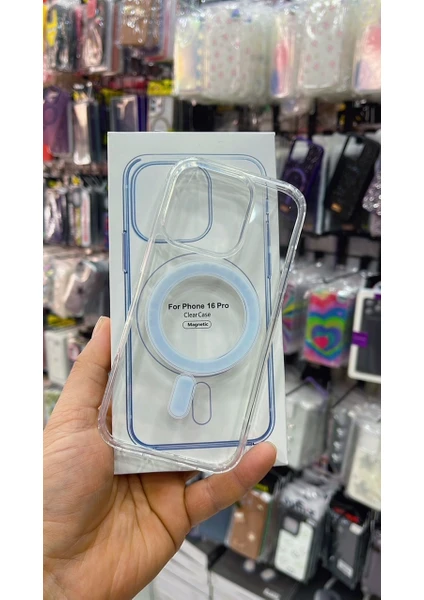 For Phone 16 Pro
ClearCase
Magnetic